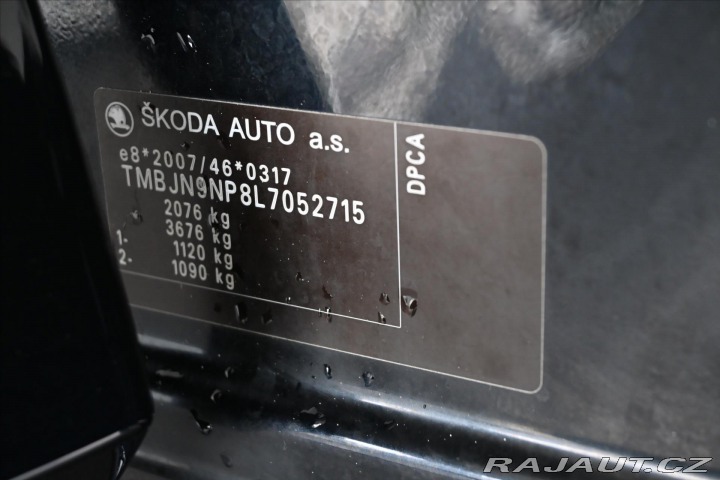 ŠKODA AUTO a.s.
e8*2007/46*0317
TMBJN9NP8L7052715
2076 kg
3676 kg
1- 1120 kg
2- 1090 kg
DPCA
RAJAUT.CZ